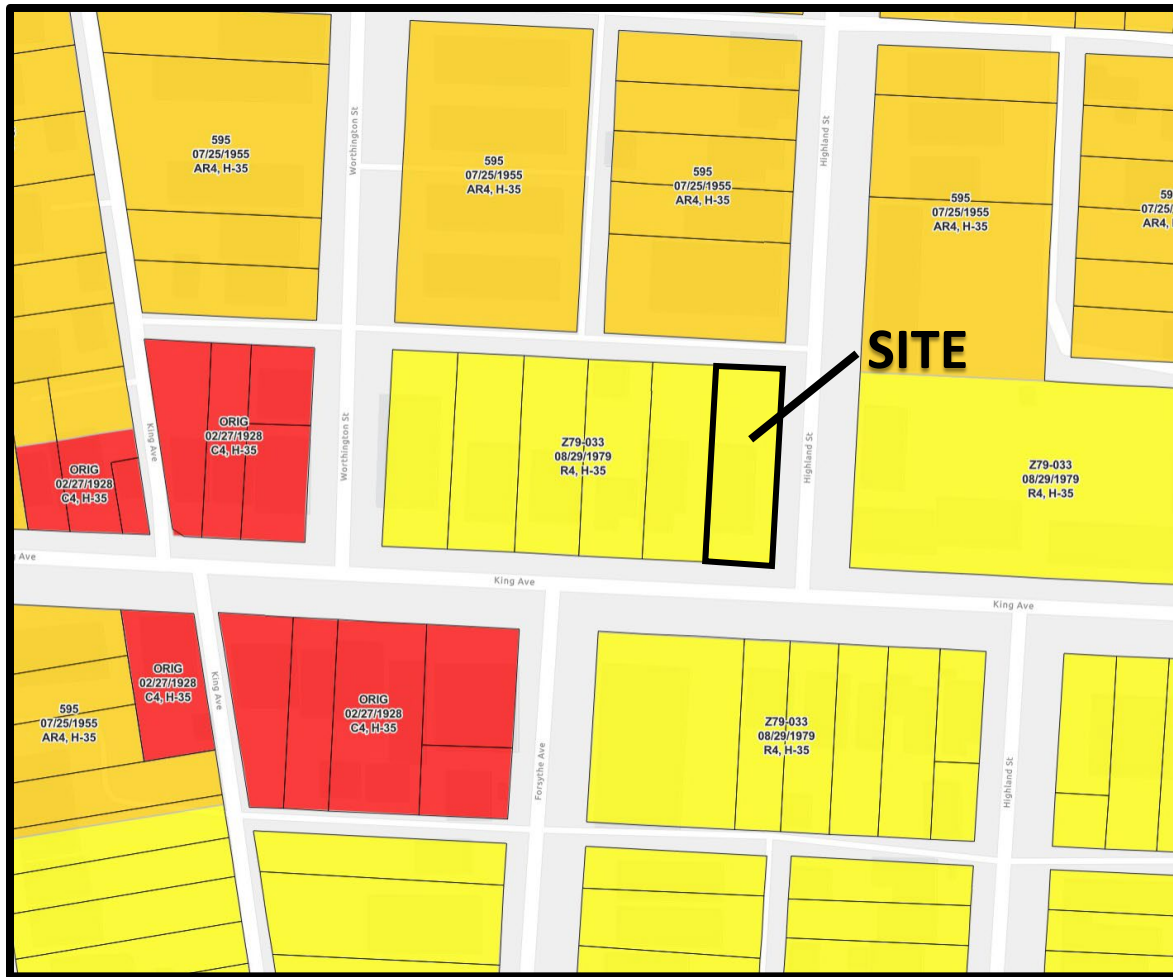 595
07/25/1955
AR4, H-35
Worthington St
595
07/25/1955
AR4, H-35
595
07/25/1955
AR4, H-35
Highland St
595
07/25/1955
AR4, H-35
SITE
King Ave
ORIG
02/27/1928
C4, H-35
ORIG
02/27/1928
C4, H-35
Worthington St
Z79-033
08/29/1979
R4, H-35
Highland St
Z79-033
08/29/1979
R4, H-35
Ave
King Ave
King Ave
ORIG
02/27/1928
C4, H-35
King Ave
595
07/25/1955
AR4, H-35
ORIG
02/27/1928
C4, H-35
Forsythe Ave
Z79-033
08/29/1979
R4, H-35
Highland St